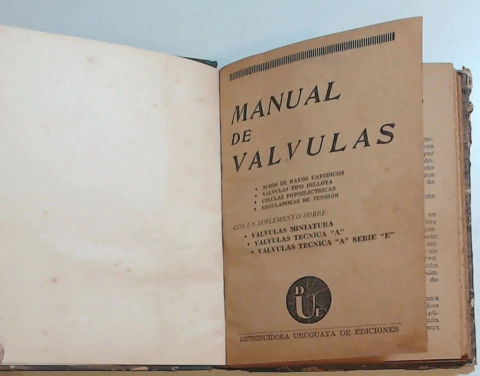 MANUAL
DE
VALVULAS
• TUBOS DE RAYOS CATODICOS
• VALVULAS TIPO BELLOTA
• CELULAS FOTOELECTRICAS
• REGULADORAS DE TENSION
CON UN SUPLEMENTO SOBRE:
• VALVULAS MINIATURA
• VALVULAS TECNICA "A"
• VALVULAS TECNICA "A" SERIE "E"
D U E
DISTRIBUIDORA URUGUAYA DE EDICIONES